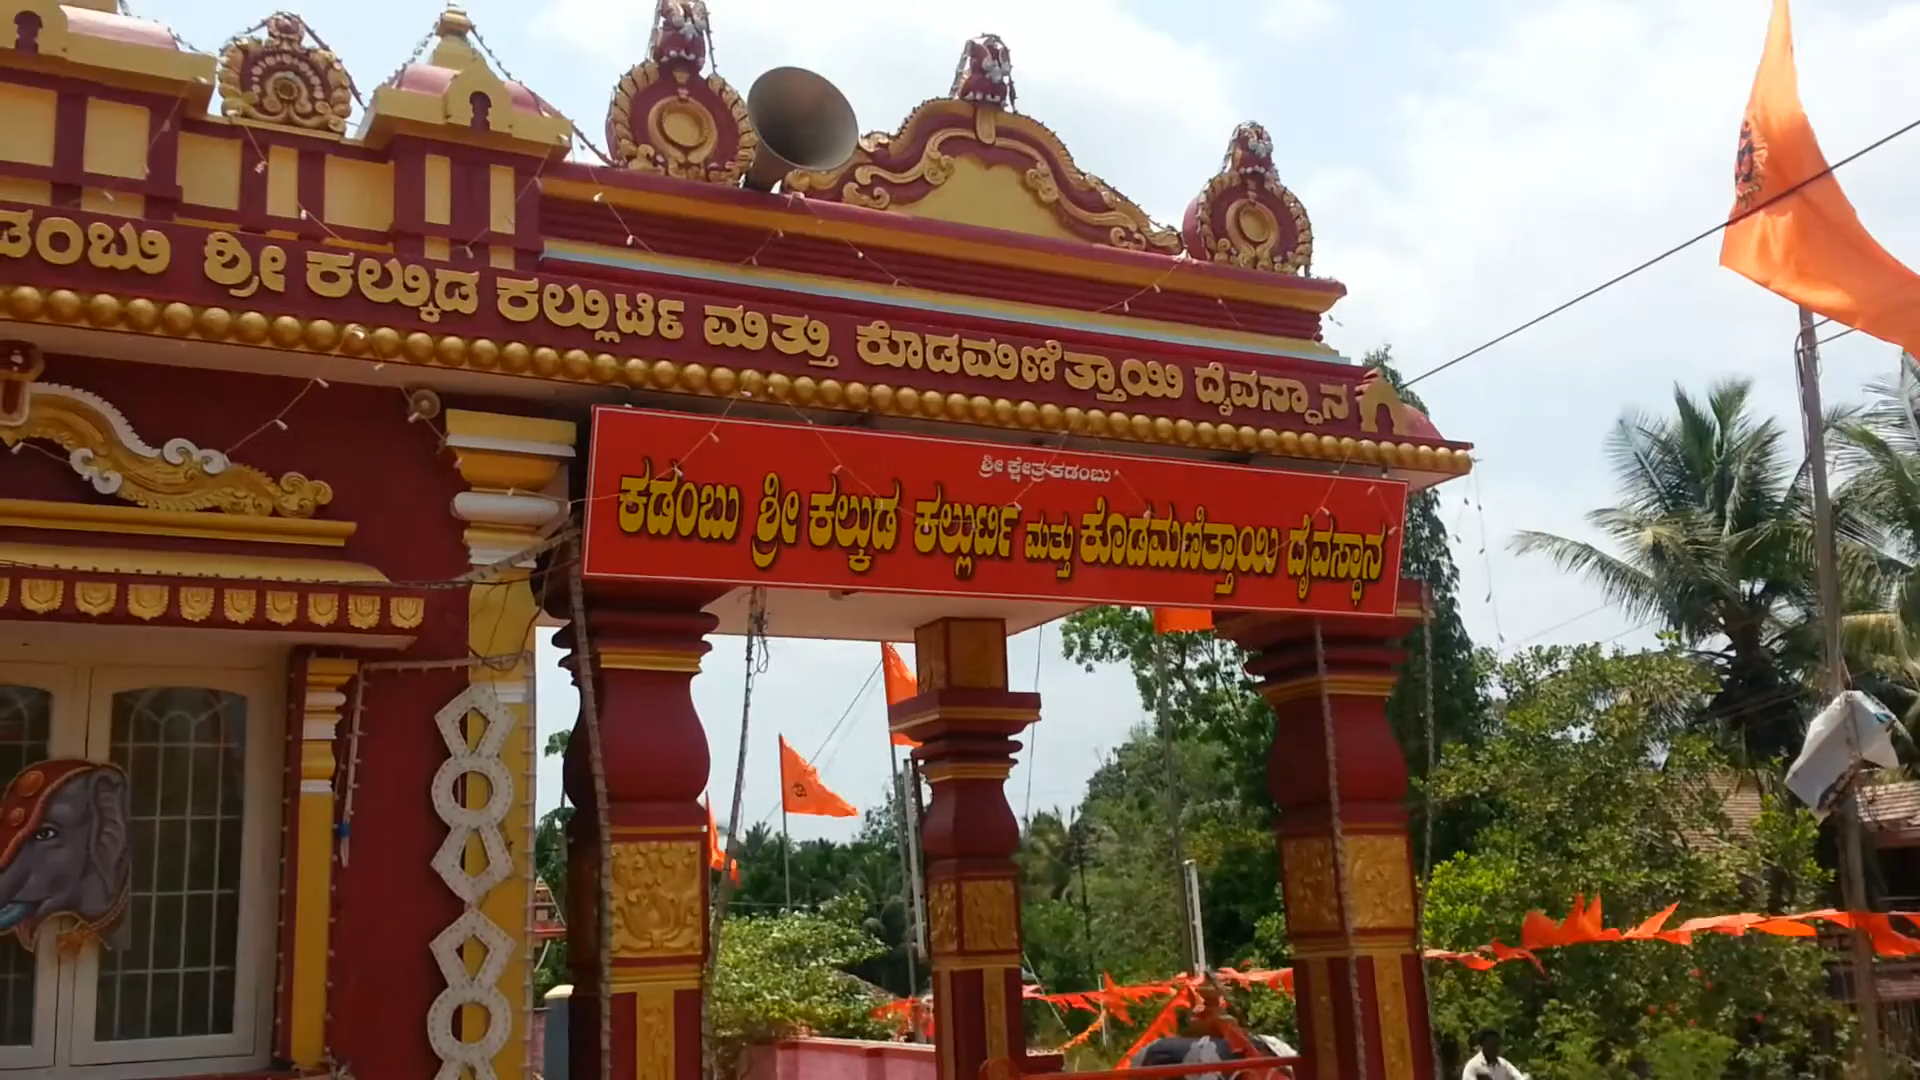 ಡಂಬು ಶ್ರೀ ಕಲ್ಕುಡ ಕಲ್ಲುರ್ಟಿ ಮತ್ತು ಕೊಡಮಣಿತ್ತಾಯಿ ದೈವಸ್ಥಾನ
ಶ್ರೀ ಕ್ಷೇತ್ರ ಕಡಂಬು
ಕಡಂಬು ಶ್ರೀ ಕಲ್ಕುಡ ಕಲ್ಲುರ್ಟಿ ಮತ್ತು ಕೊಡಮಣಿತ್ತಾಯಿ ದೈವಸ್ಥಾನ